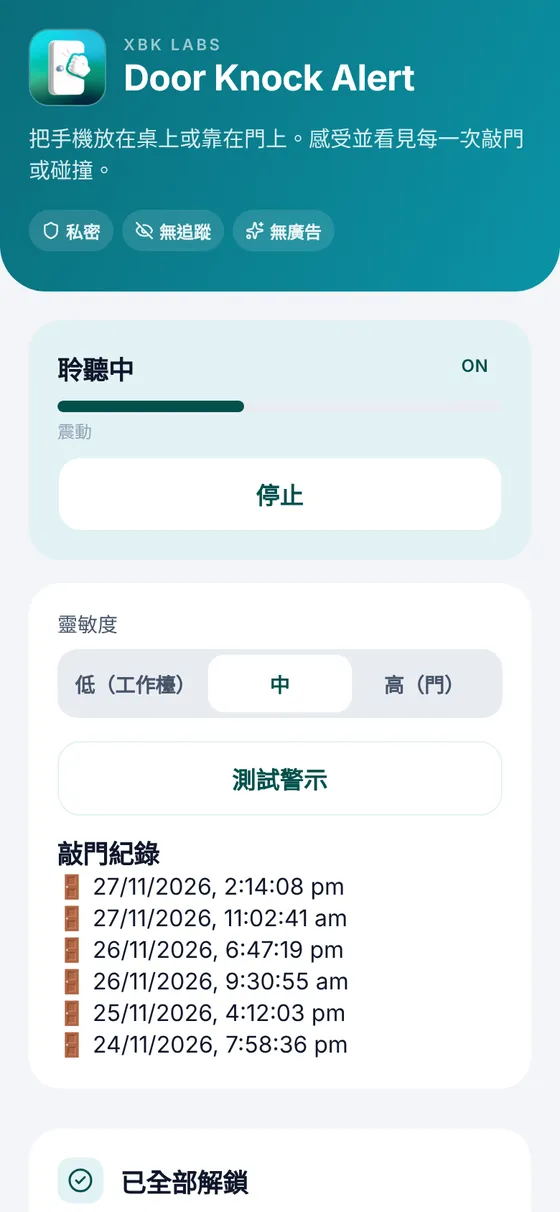 XBK LABS
Door Knock Alert
把手機放在桌上或靠在門上。感受並看見每一次敲門
或碰撞。
私密 無追蹤 無廣告
聆聽中 ON
震動
停止
靈敏度
低（工作檯） 中 高（門）
測試警示
敲門紀錄
27/11/2026, 2:14:08 pm
27/11/2026, 11:02:41 am
26/11/2026, 6:47:19 pm
26/11/2026, 9:30:55 am
25/11/2026, 4:12:03 pm
24/11/2026, 7:58:36 pm
已全部解鎖